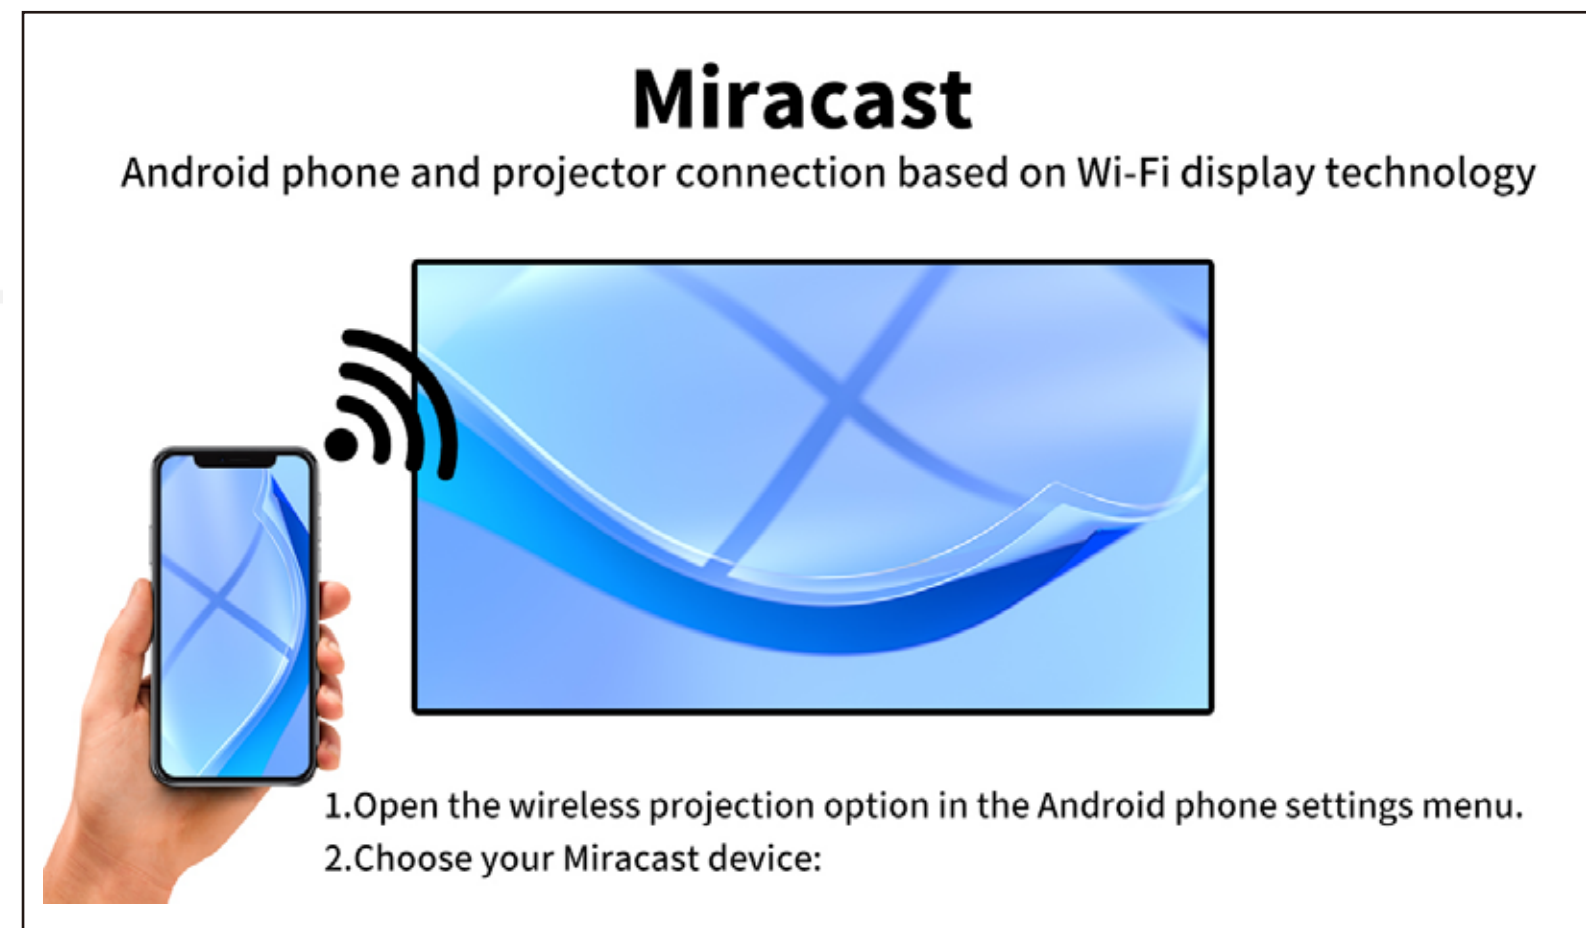 Miracast
Android phone and projector connection based on Wi-Fi display technology
1.Open the wireless projection option in the Android phone settings menu.
2.Choose your Miracast device: